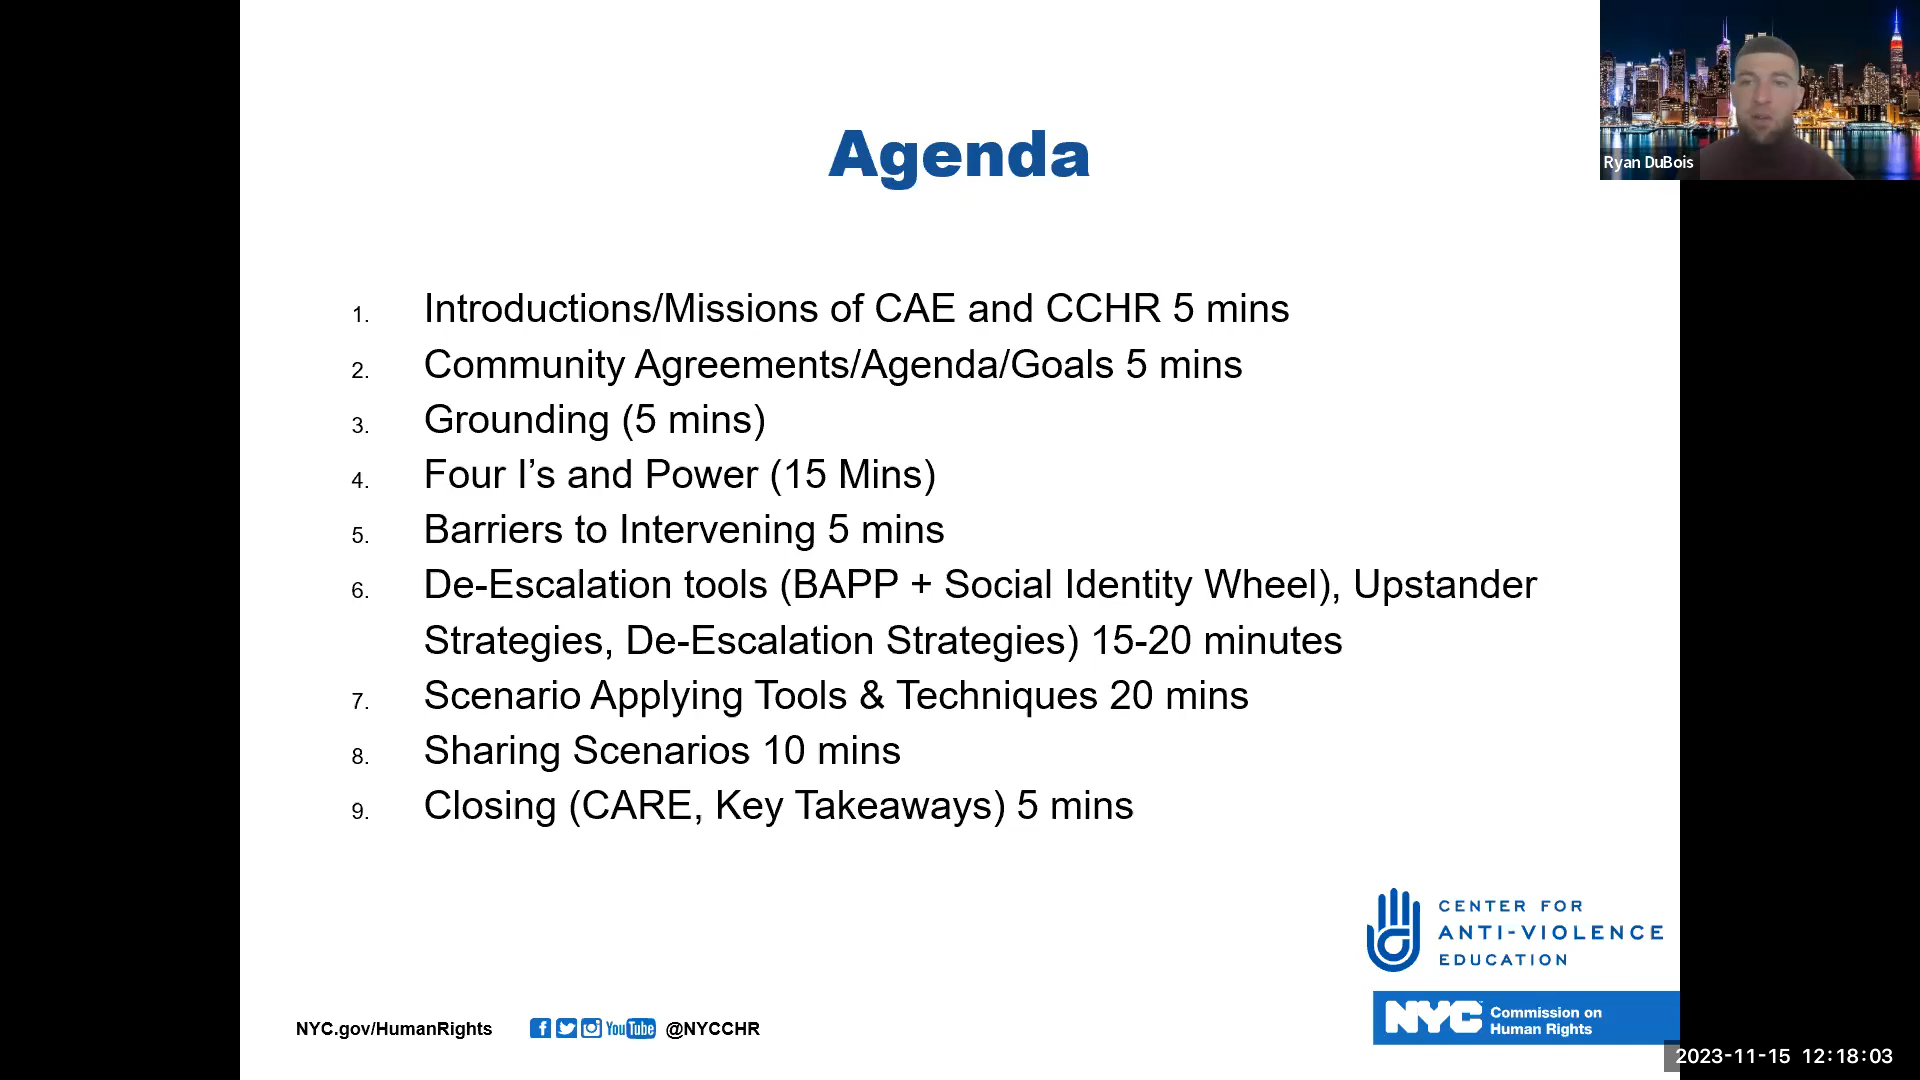 Agenda
1. Introductions/Missions of CAE and CCHR 5 mins
2. Community Agreements/Agenda/Goals 5 mins
3. Grounding (5 mins)
4. Four I’s and Power (15 Mins)
5. Barriers to Intervening 5 mins
6. De-Escalation tools (BAPP + Social Identity Wheel), Upstander
Strategies, De-Escalation Strategies) 15-20 minutes
7. Scenario Applying Tools & Techniques 20 mins
8. Sharing Scenarios 10 mins
9. Closing (CARE, Key Takeaways) 5 mins
Ryan DuBois
CENTER FOR
ANTI-VIOLENCE
EDUCATION
NYC Commission on
Human Rights
NYC.gov/HumanRights YouTube @NYCCHR
2023-11-15 12:18:03